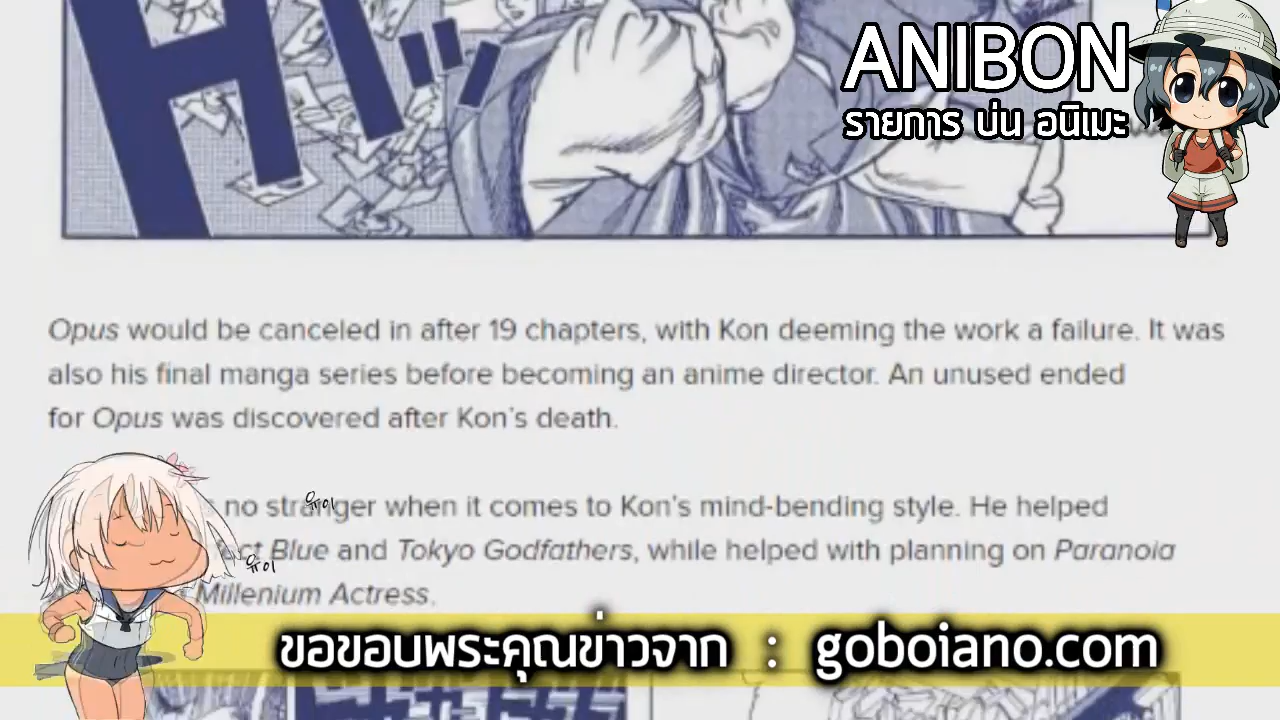 ANIBON
รายการ บ่น อนิเมะ
Opus would be canceled in after 19 chapters, with Kon deeming the work a failure. It was
also his final manga series before becoming an anime director. An unused ended
for Opus was discovered after Kon's death.
no stranger when it comes to Kon's mind-bending style. He helped
Blue and Tokyo Godfathers, while helped with planning on Paranoia
Millenium Actress.
ขอขอบพระคุณข่าวจาก : goboiano.com